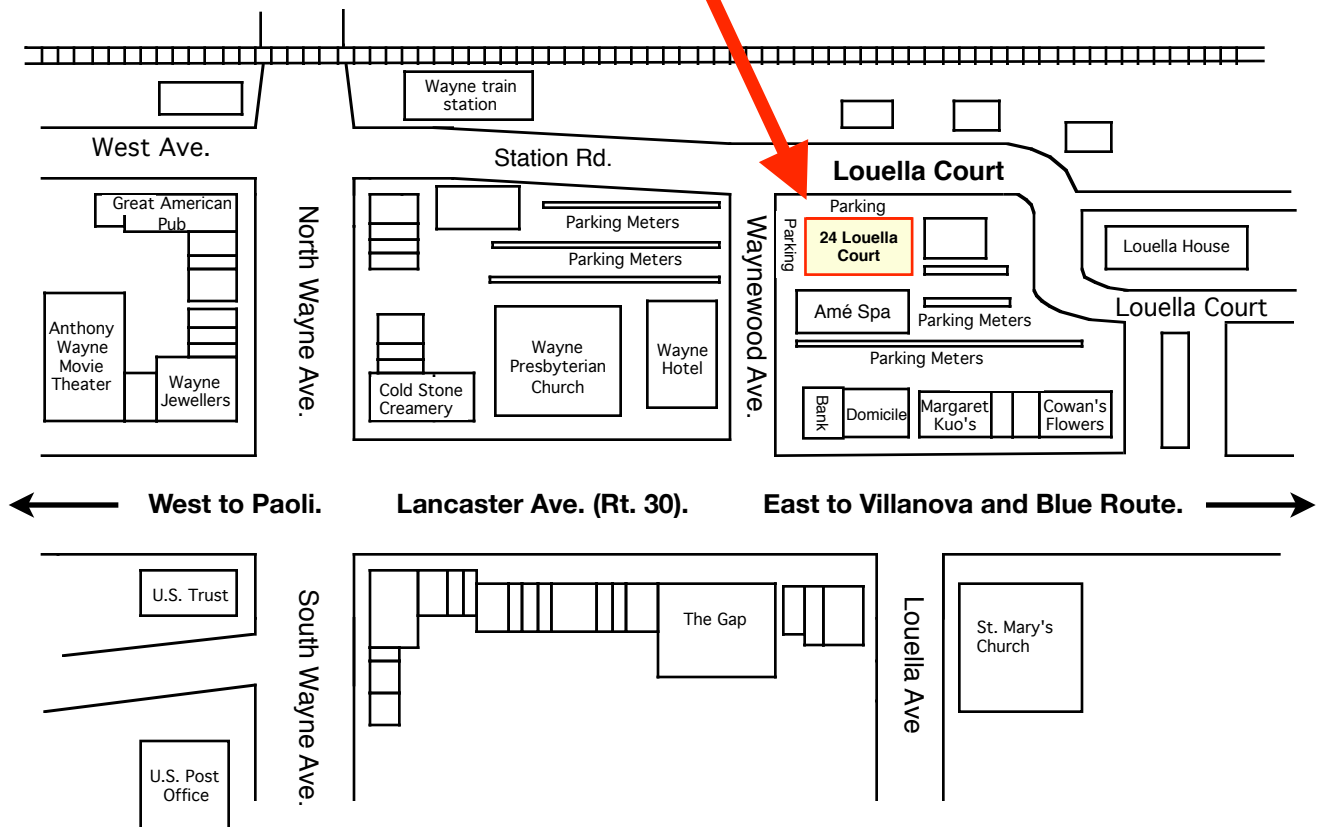 Wayne train
station
West Ave.
Station Rd.
Louella Court
Great American
Pub
North Wayne Ave.
Parking Meters
Parking Meters
Parking Meters
Waynewood Ave.
Parking
Parking
24 Louella
Court
Louella House
Louella Court
Amé Spa
Parking Meters
Parking Meters
Anthony
Wayne
Movie
Theater
Wayne
Jewellers
Cold Stone
Creamery
Wayne
Presbyterian
Church
Wayne
Hotel
Bank
Domicile
Margaret
Kuo's
Cowan's
Flowers
West to Paoli.
Lancaster Ave. (Rt. 30).
East to Villanova and Blue Route.
U.S. Trust
South Wayne Ave.
The Gap
Louella Ave
St. Mary's
Church
U.S. Post
Office